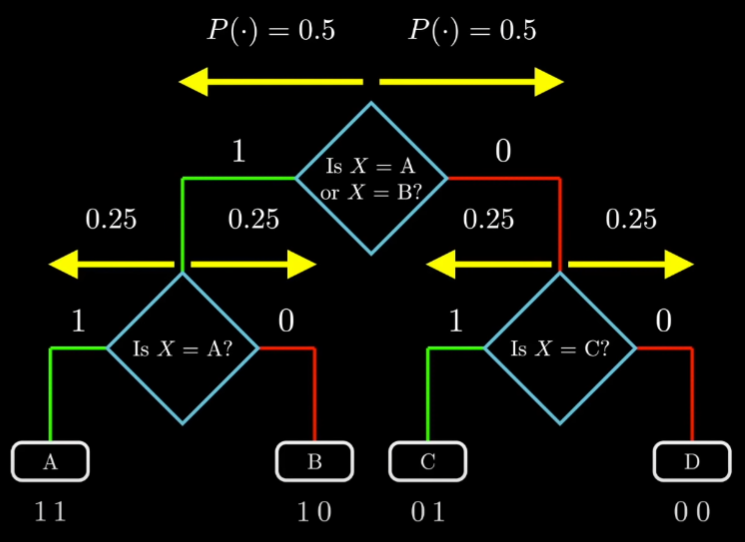 P(·) = 0.5 P(·) = 0.5
1 0
Is X = A
or X = B?
0.25 0.25 0.25 0.25
1 0 1 0
Is X = A? Is X = C?
A B C D
1 1 1 0 0 1 0 0